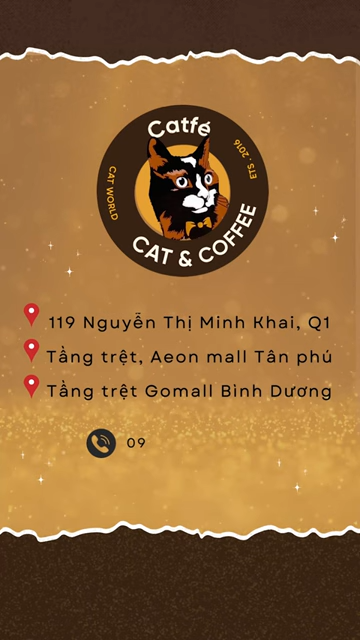 Catfé
CAT WORLD
ETS · 2016
CAT & COFFEE
119 Nguyễn Thị Minh Khai, Q1
Tầng trệt, Aeon mall Tân phú
Tầng trệt Gomall Bình Dương
09